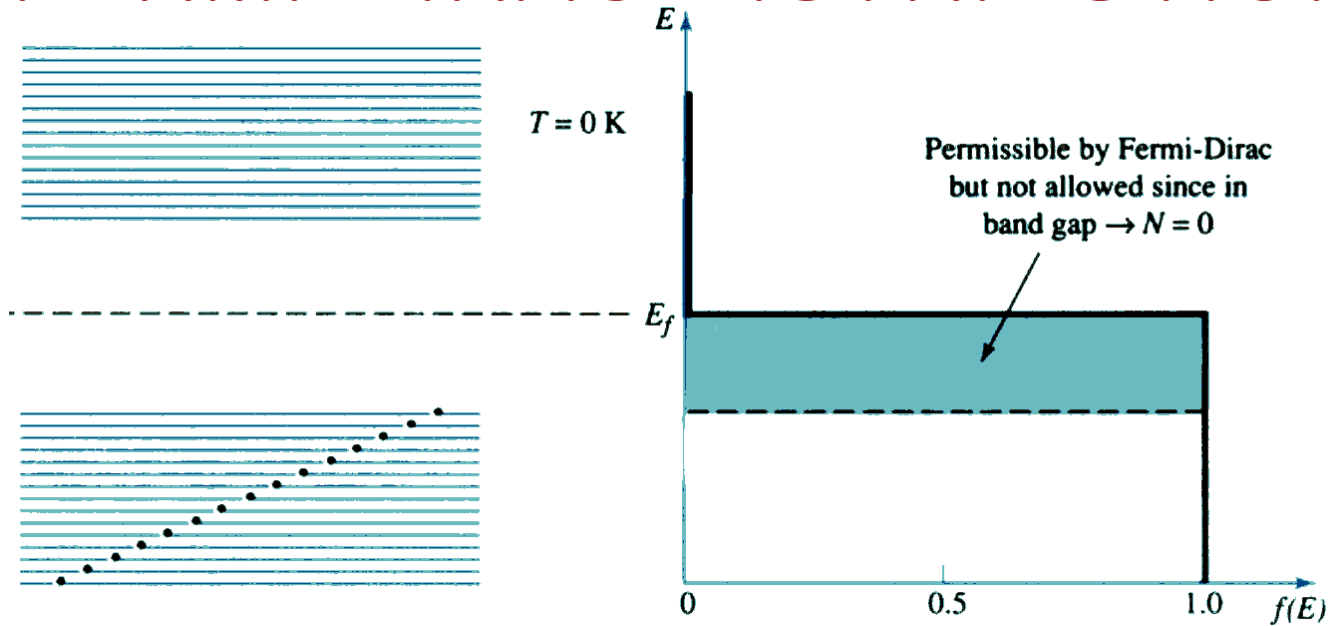 E
T = 0 K
Permissible by Fermi-Dirac
but not allowed since in
band gap → N = 0
E_f
0
0.5
1.0
f(E)